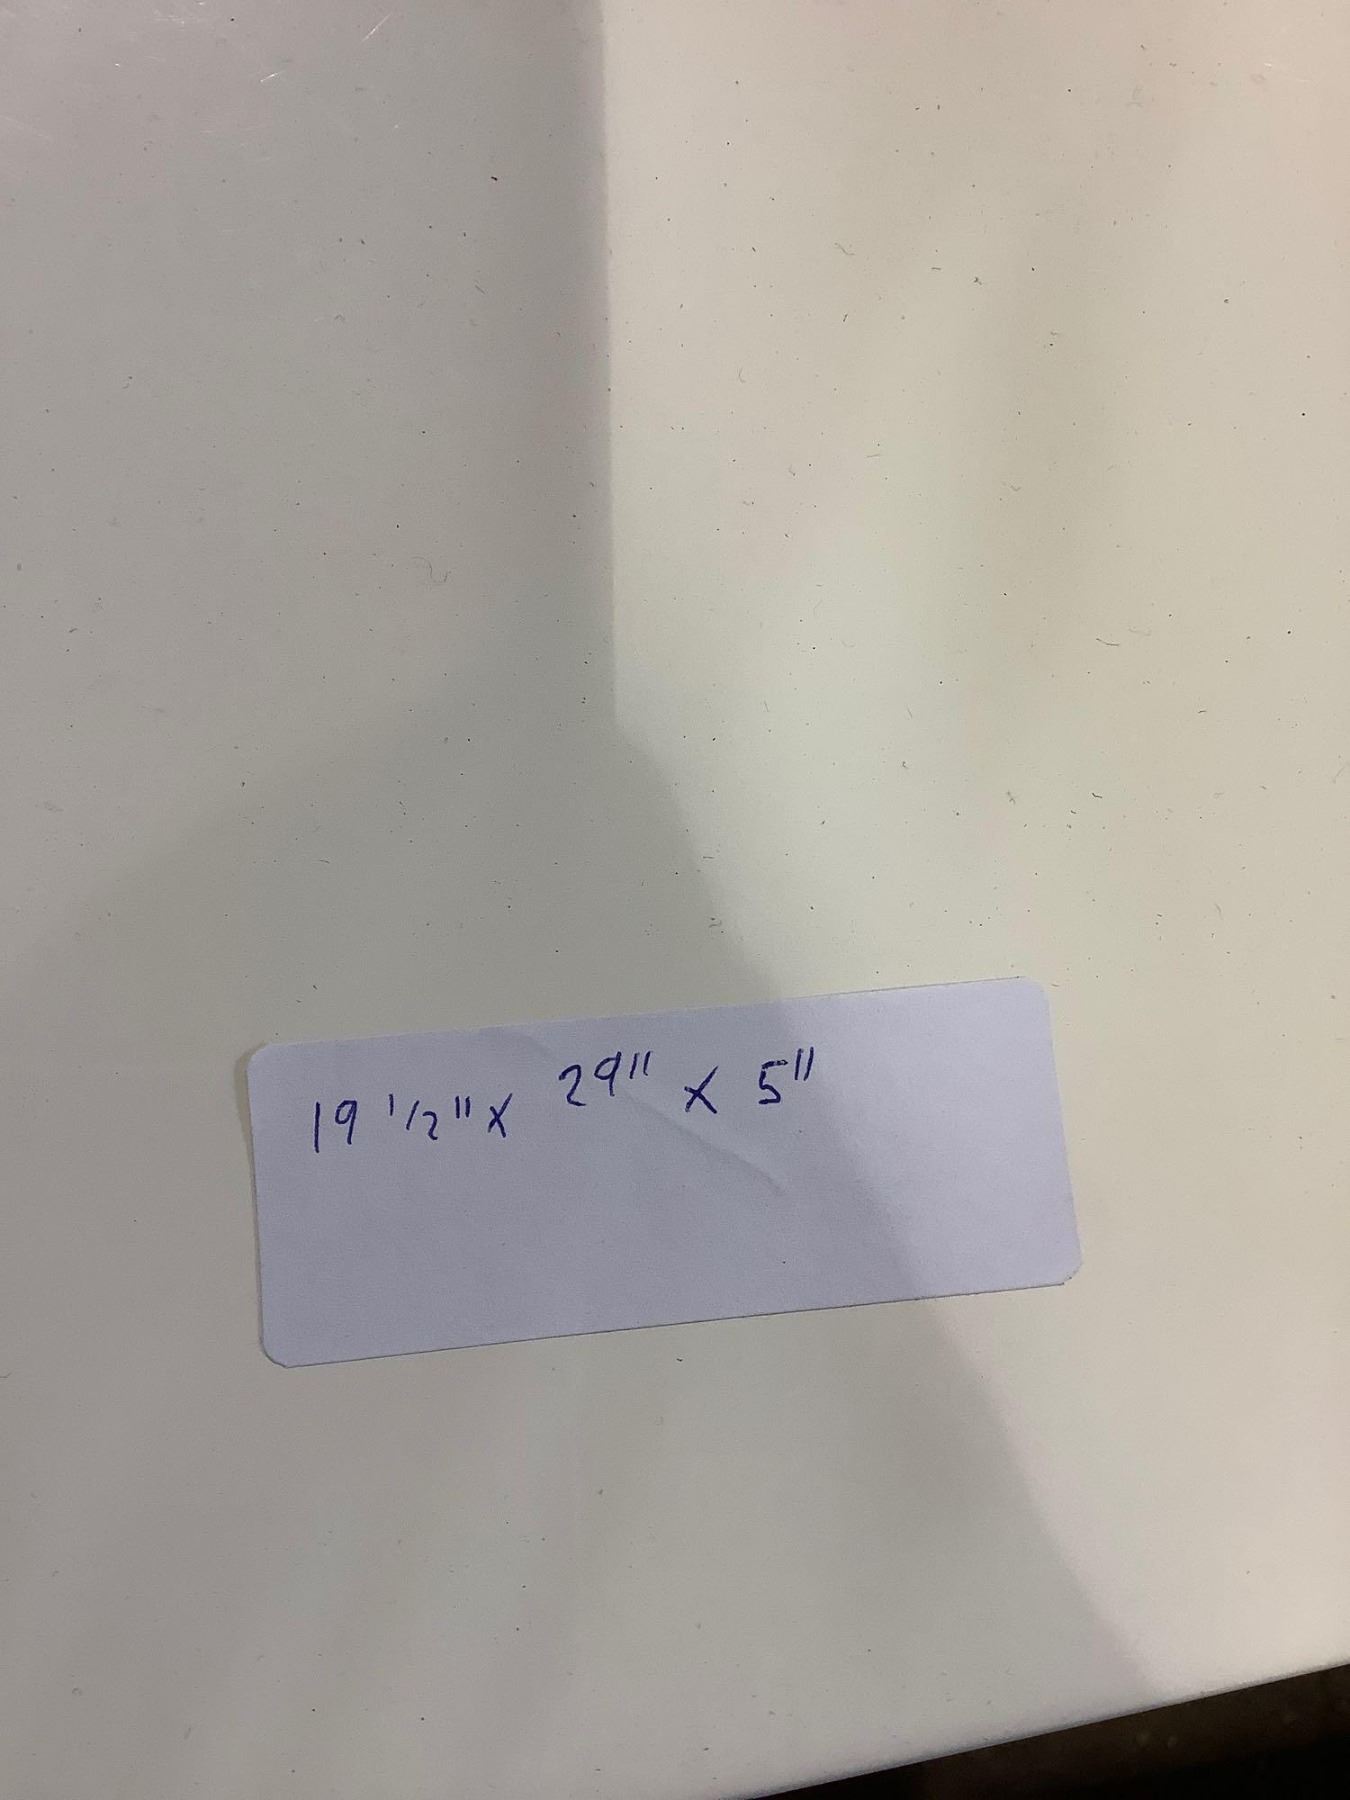 19 1/2" x 29" x 5"